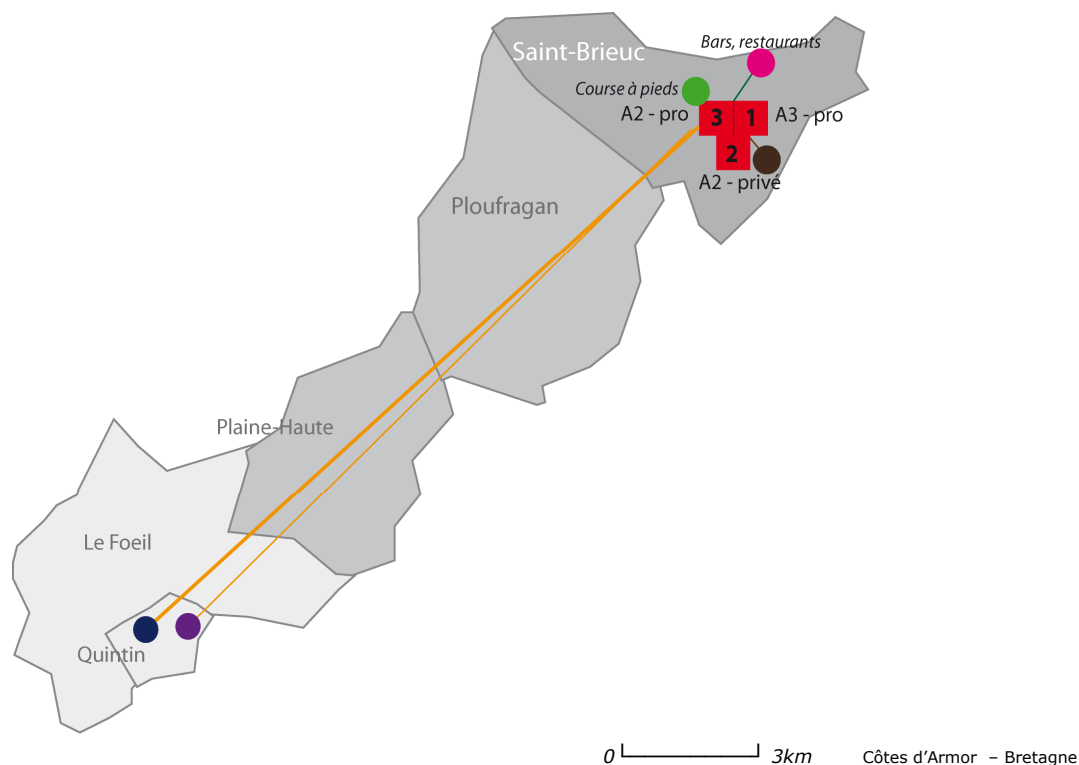 Saint-Brieuc
Bars, restaurants
Course à pieds
A2 - pro
3
1
A3 - pro
2
A2 - privé
Ploufragan
Plaine-Haute
Le Foeil
Quintin
0
3km
Côtes d’Armor – Bretagne